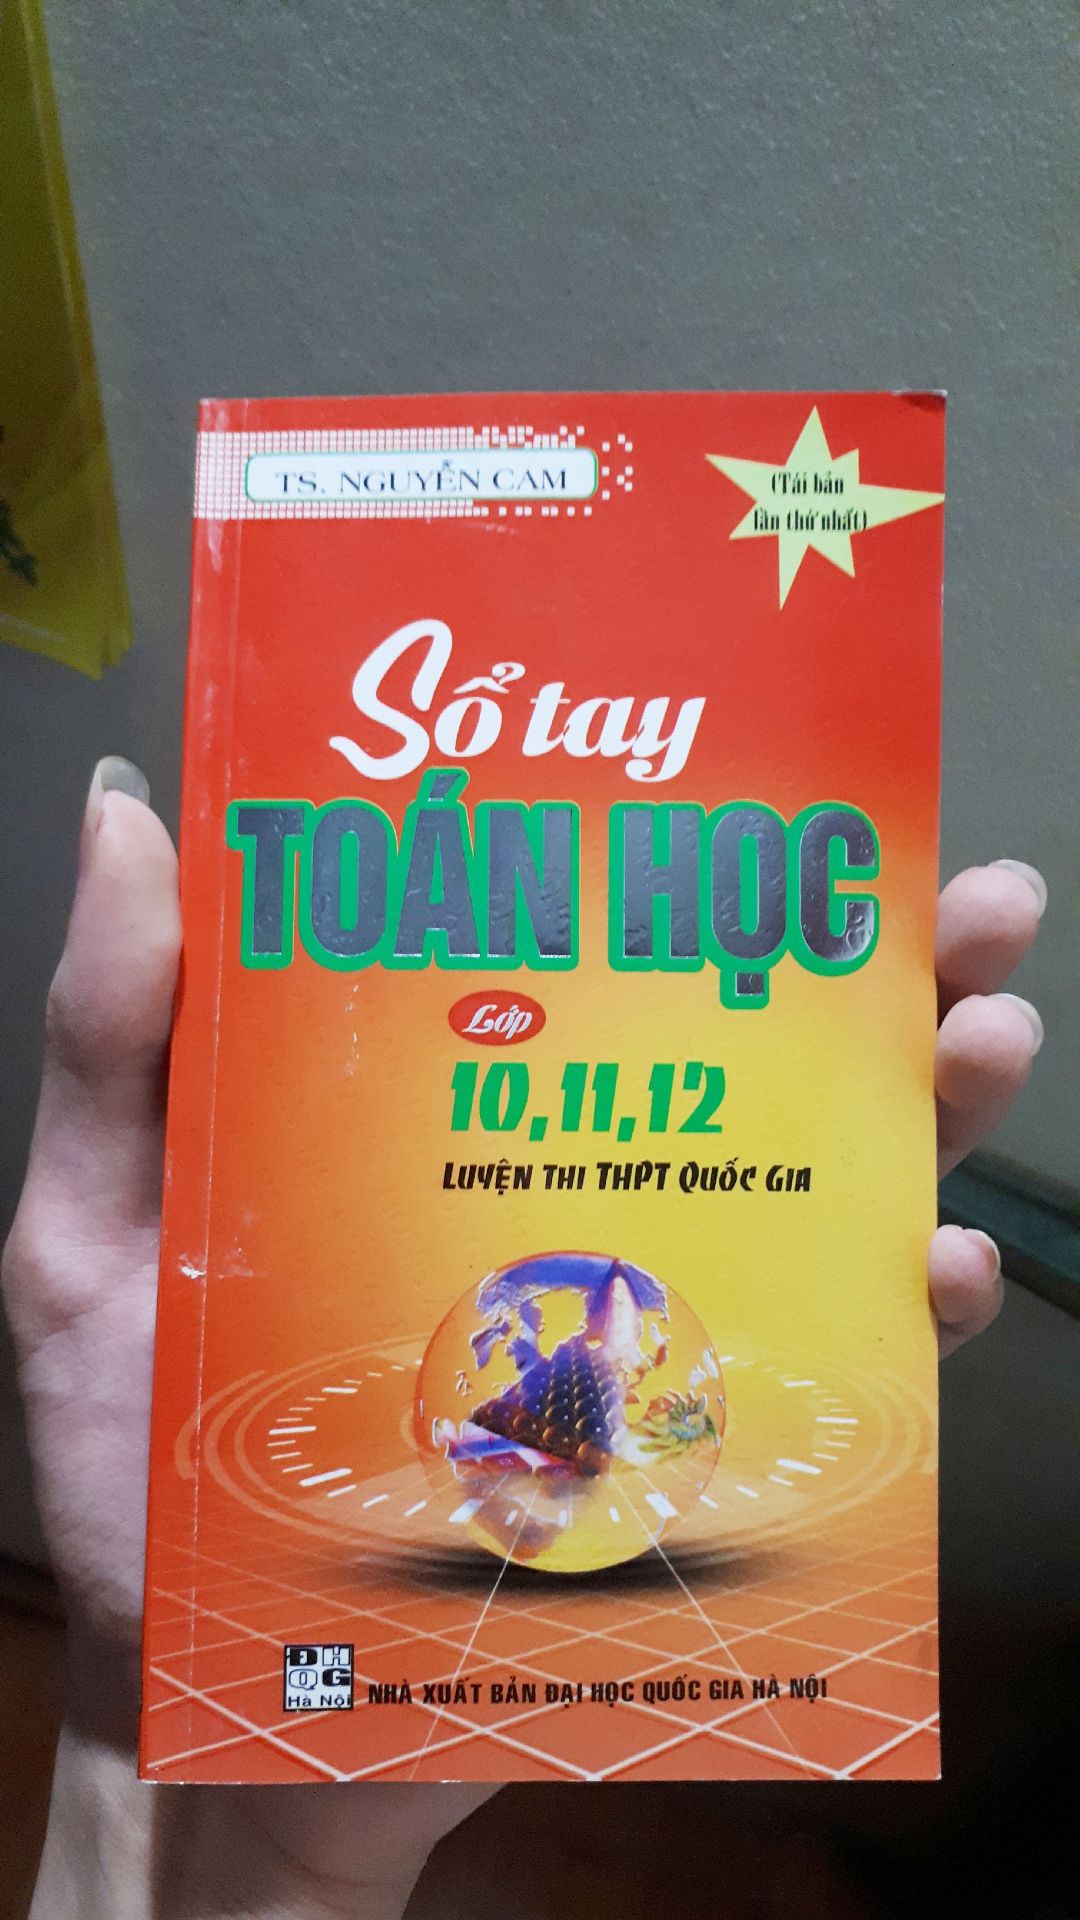 TS. NGUYỄN CAM
(Tái bản
lần thứ nhất)
Sổ tay
TOÁN HỌC
Lớp
10, 11, 12
LUYỆN THI THPT QUỐC GIA
ĐH
QG
Hà Nội
NHÀ XUẤT BẢN ĐẠI HỌC QUỐC GIA HÀ NỘI